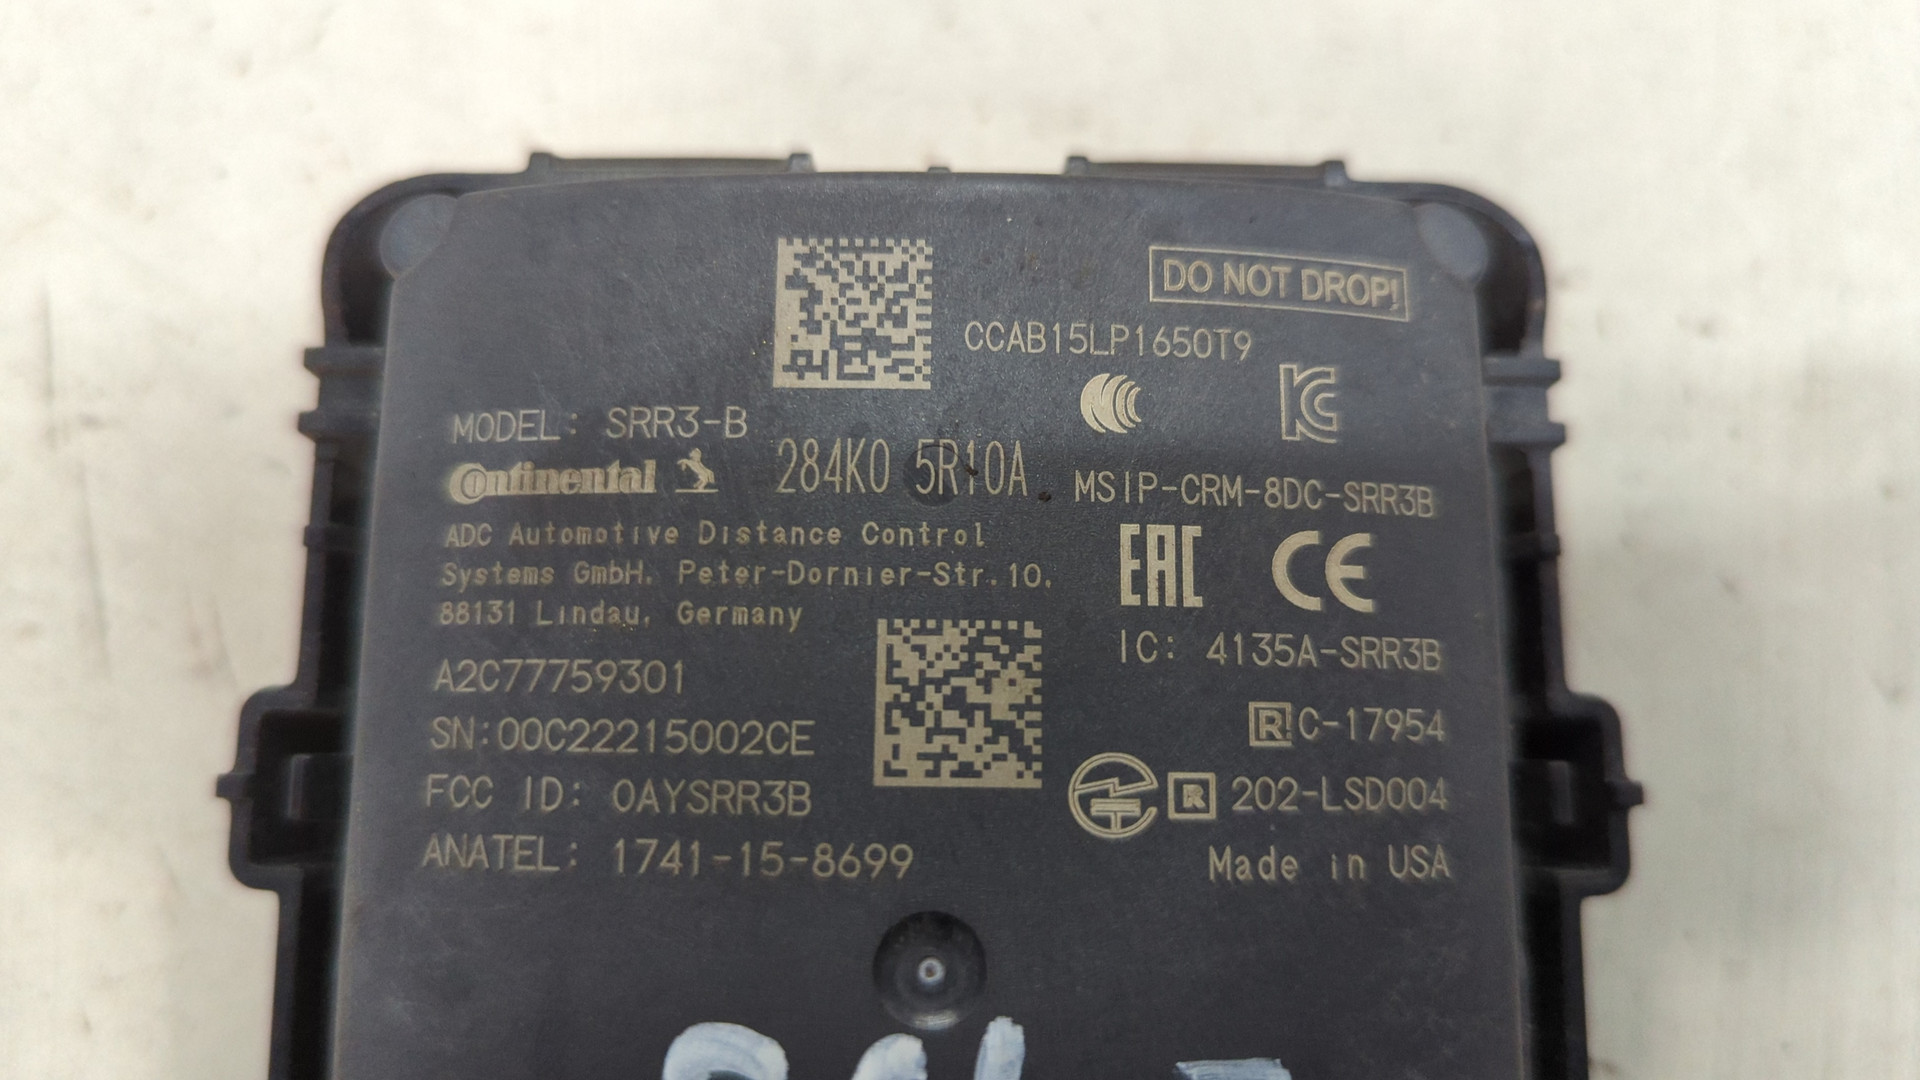 DO NOT DROP!
CCAB15LP1650T9
MODEL: SRR3-B
Continental
284K0 5R10A
MSIP-CRM-8DC-SRR3B
ADC Automotive Distance Control
Systems GmbH. Peter-Dornier-Str.10.
88131 Lindau, Germany
EAC CE
A2C77759301
IC: 4135A-SRR3B
SN:00C22215002CE
R C-17954
FCC ID: OAYSRR3B
R 202-LSD004
ANATEL: 1741-15-8699
Made in USA